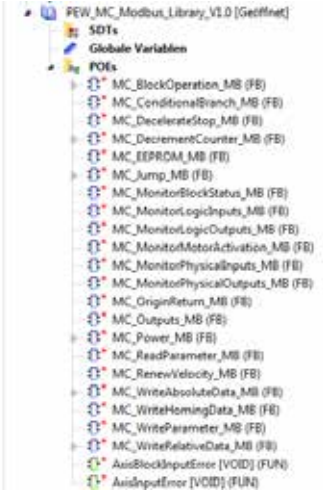 PEW_MC_Modbus_Library_V1.0 [Geöffnet]
SDTs
Globale Variablen
POEs
MC_BlockOperation_MB (FB)
MC_ConditionalBranch_MB (FB)
MC_DecelerateStop_MB (FB)
MC_DecrementCounter_MB (FB)
MC_EEPROM_MB (FB)
MC_Jump_MB (FB)
MC_MonitorBlockStatus_MB (FB)
MC_MonitorLogicInputs_MB (FB)
MC_MonitorLogicOutputs_MB (FB)
MC_MonitorMotorActivation_MB (FB)
MC_MonitorPhysicalInputs_MB (FB)
MC_MonitorPhysicalOutputs_MB (FB)
MC_OriginReturn_MB (FB)
MC_Outputs_MB (FB)
MC_Power_MB (FB)
MC_ReadParameter_MB (FB)
MC_RenewVelocity_MB (FB)
MC_WriteAbsoluteData_MB (FB)
MC_WriteHomingData_MB (FB)
MC_WriteParameter_MB (FB)
MC_WriteRelativeData_MB (FB)
AxisBlockInputError [VOID] (FUN)
AxisInputError [VOID] (FUN)